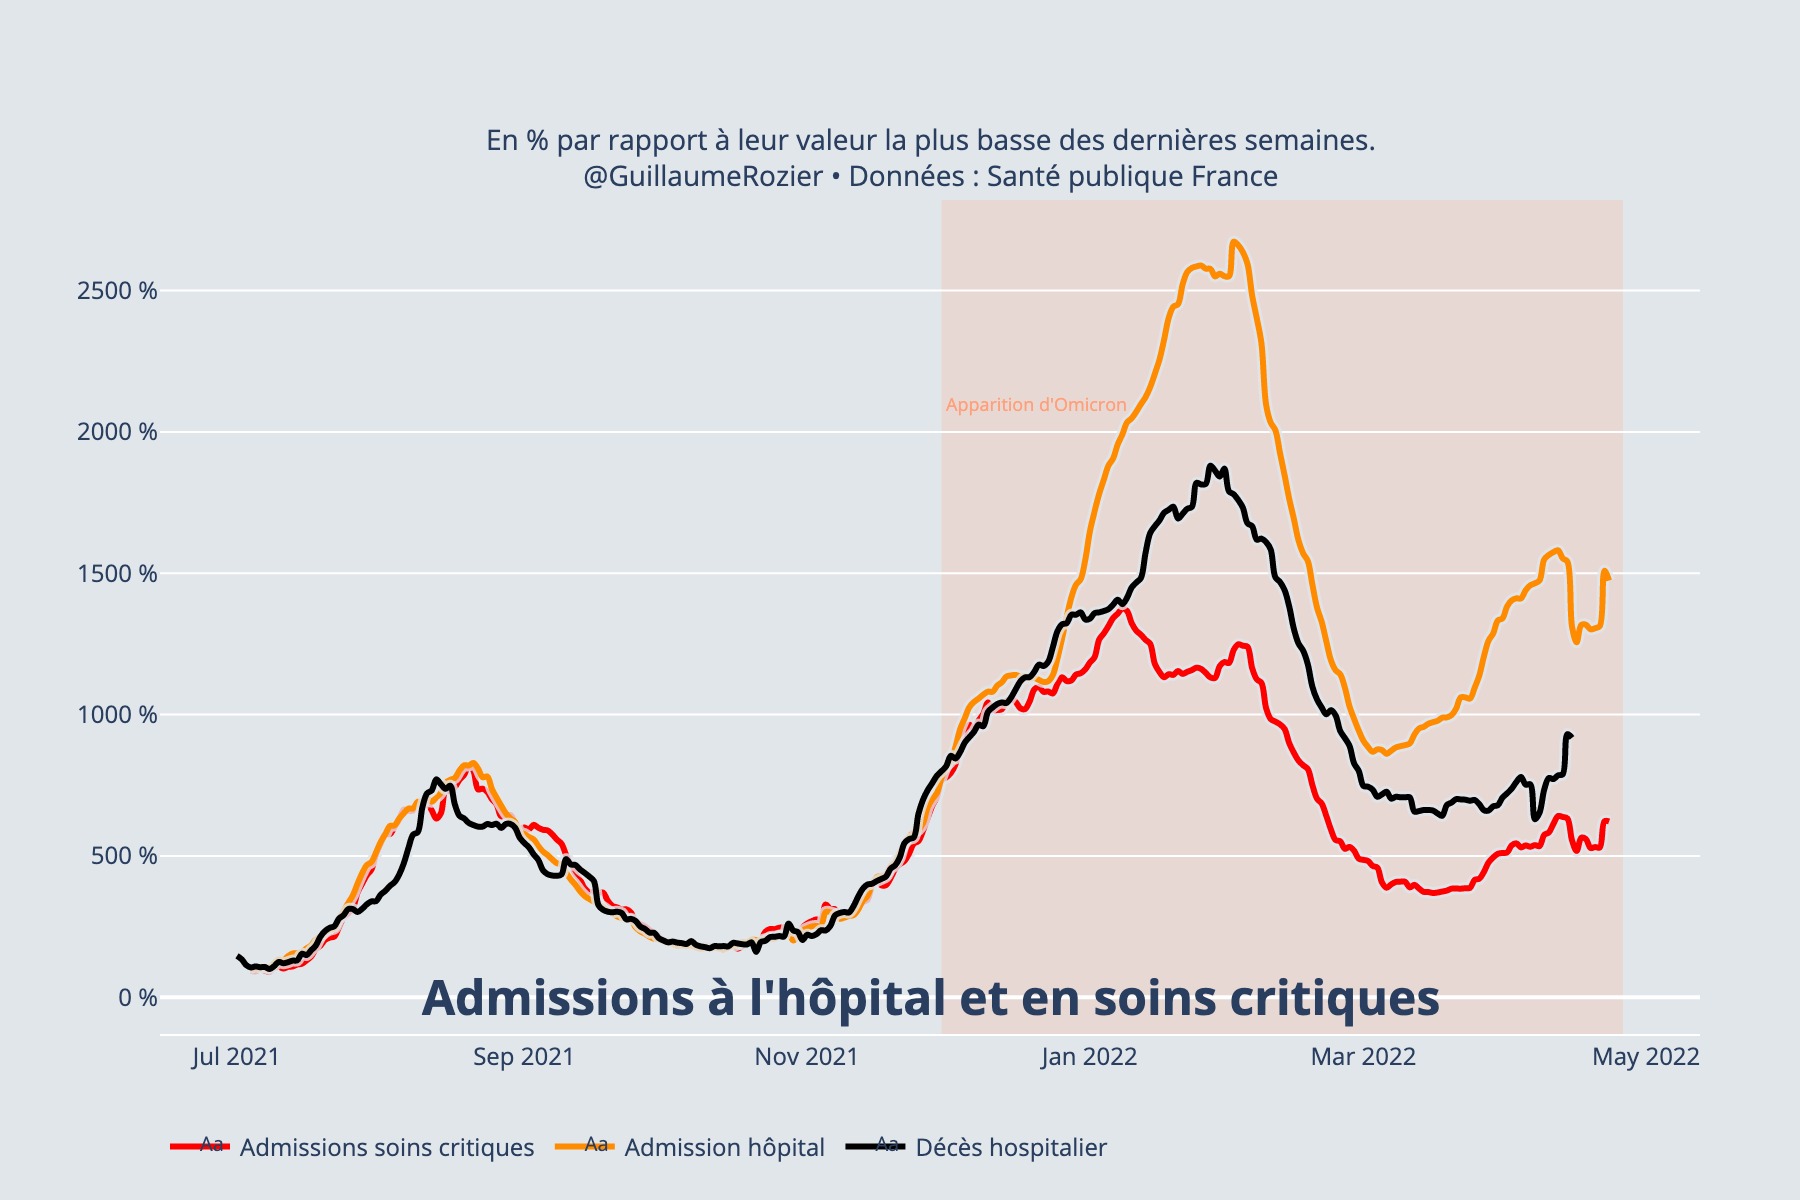 En % par rapport à leur valeur la plus basse des dernières semaines.
@GuillaumeRozier • Données : Santé publique France
2500 %
Apparition d'Omicron
2000 %
1500 %
1000 %
500 %
0 %
Admissions à l'hôpital et en soins critiques
Jul 2021 Sep 2021 Nov 2021 Jan 2022 Mar 2022 May 2022
Aa Admissions soins critiques Aa Admission hôpital Aa Décès hospitalier